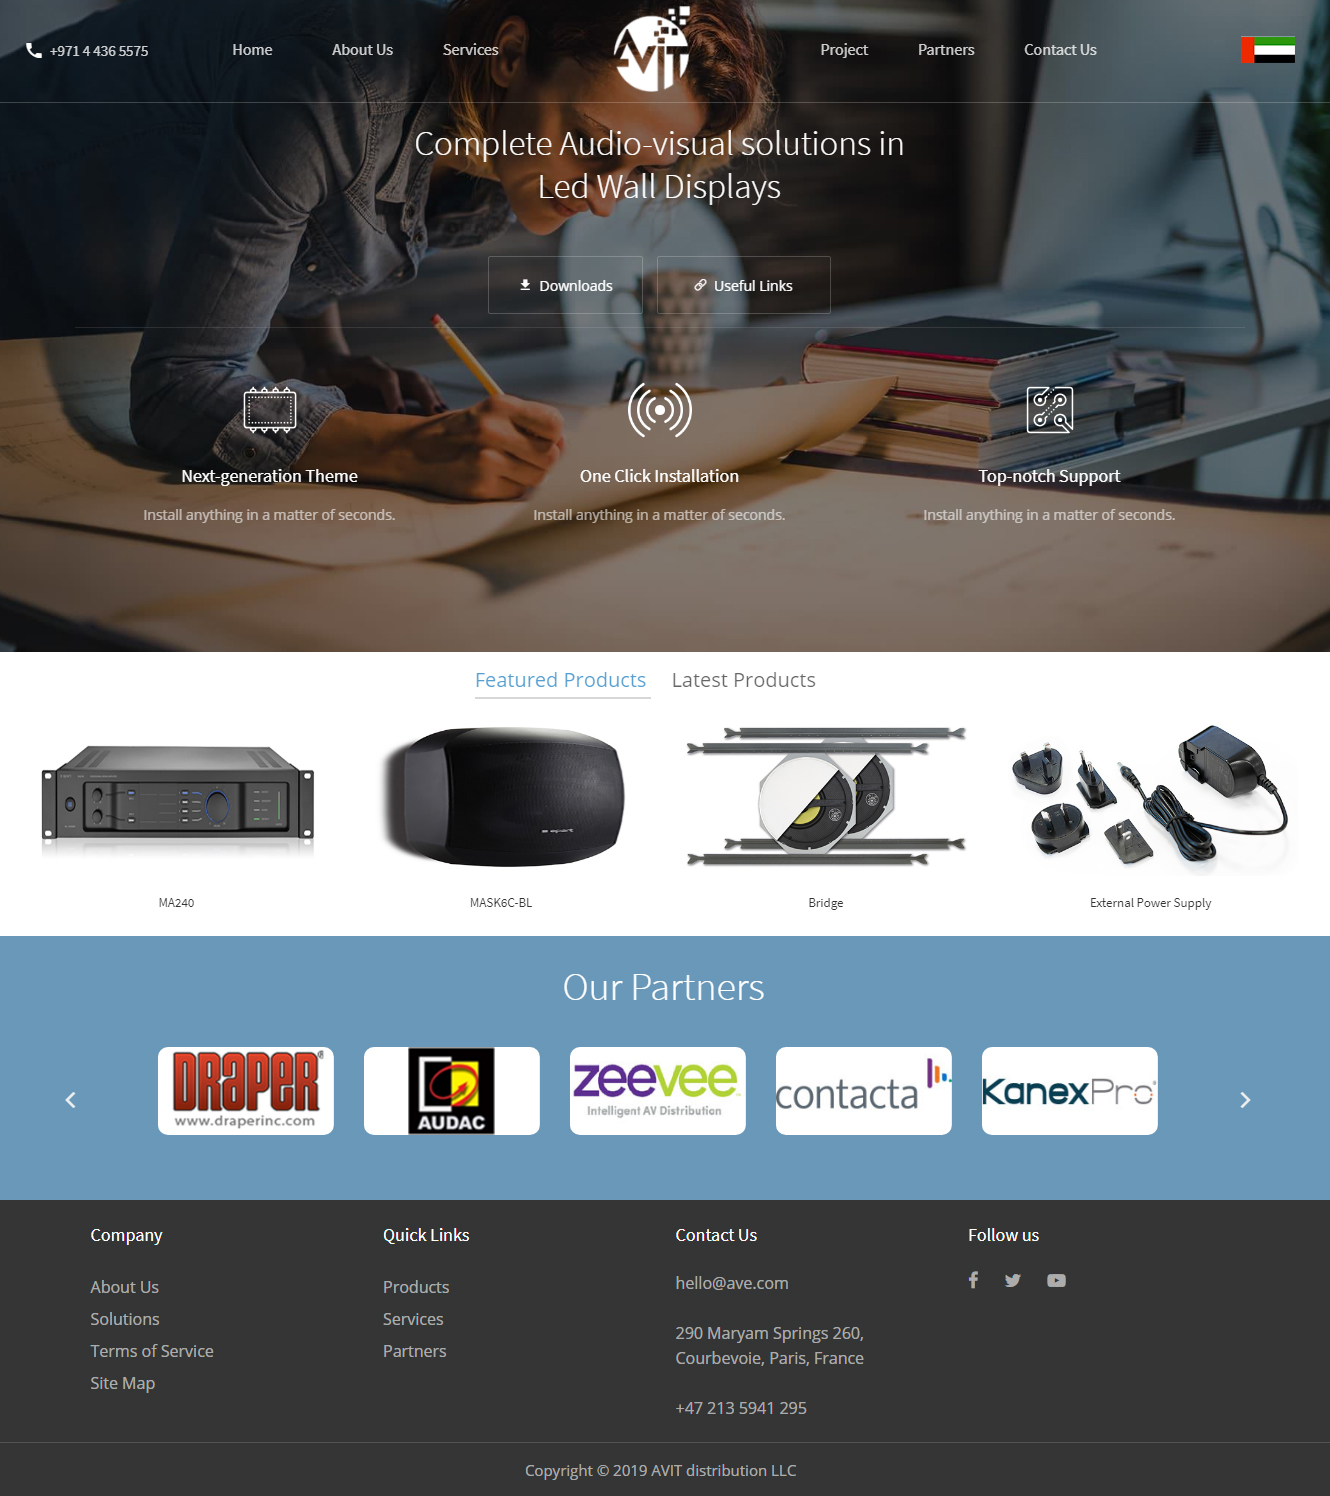 +971 4 436 5575
Home
About Us
Services
AVIT
Project
Partners
Contact Us
Complete Audio-visual solutions in
Led Wall Displays
Downloads
Useful Links
Next-generation Theme
One Click Installation
Top-notch Support
Install anything in a matter of seconds.
Install anything in a matter of seconds.
Install anything in a matter of seconds.
Featured Products
Latest Products
apart
MA240
MASK6C-BL
Bridge
External Power Supply
Our Partners
DRAPER®
www.draperinc.com
AUDAC
zeevee
Intelligent AV Distribution
contacta
KanexPro
Company
Quick Links
Contact Us
Follow us
About Us
Solutions
Terms of Service
Site Map
Products
Services
Partners
hello@ave.com
290 Maryam Springs 260,
Courbevoie, Paris, France
+47 213 5941 295
Copyright © 2019 AVIT distribution LLC